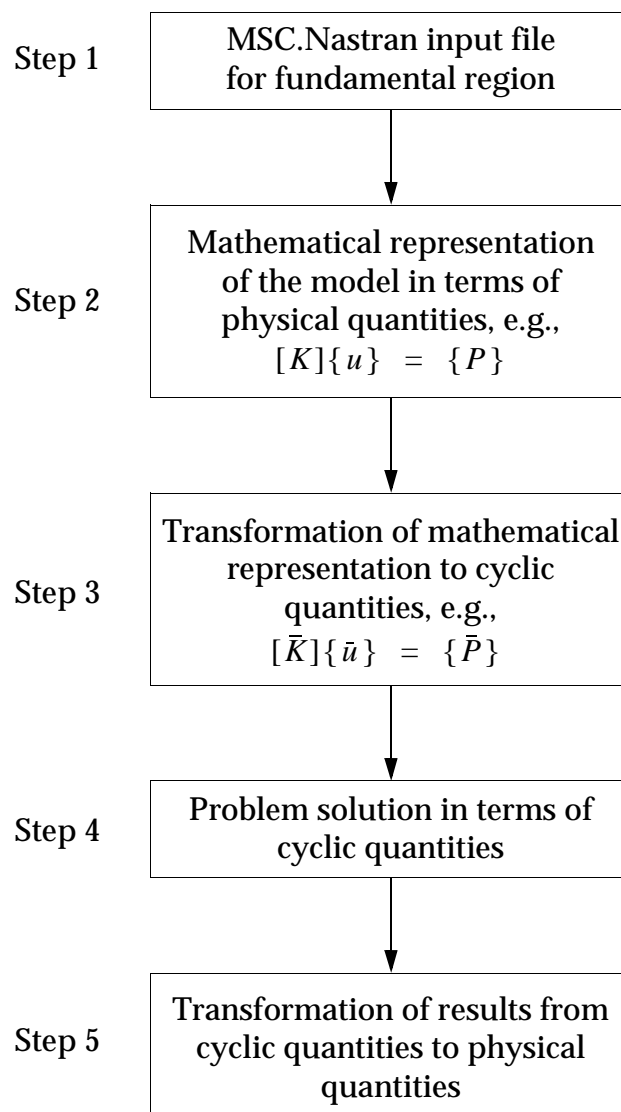 Step 1
MSC.Nastran input file
for fundamental region
Step 2
Mathematical representation
of the model in terms of
physical quantities, e.g.,
[K]{u} = {P}
Step 3
Transformation of mathematical
representation to cyclic
quantities, e.g.,
[K̄]{ū} = {P̄}
Step 4
Problem solution in terms of
cyclic quantities
Step 5
Transformation of results from
cyclic quantities to physical
quantities